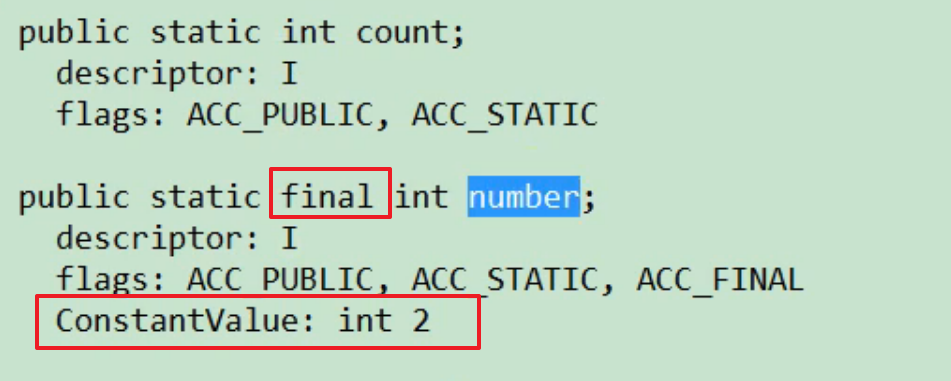 public static int count;
descriptor: I
flags: ACC_PUBLIC, ACC_STATIC
public static final int number;
descriptor: I
flags: ACC_PUBLIC, ACC_STATIC, ACC_FINAL
ConstantValue: int 2